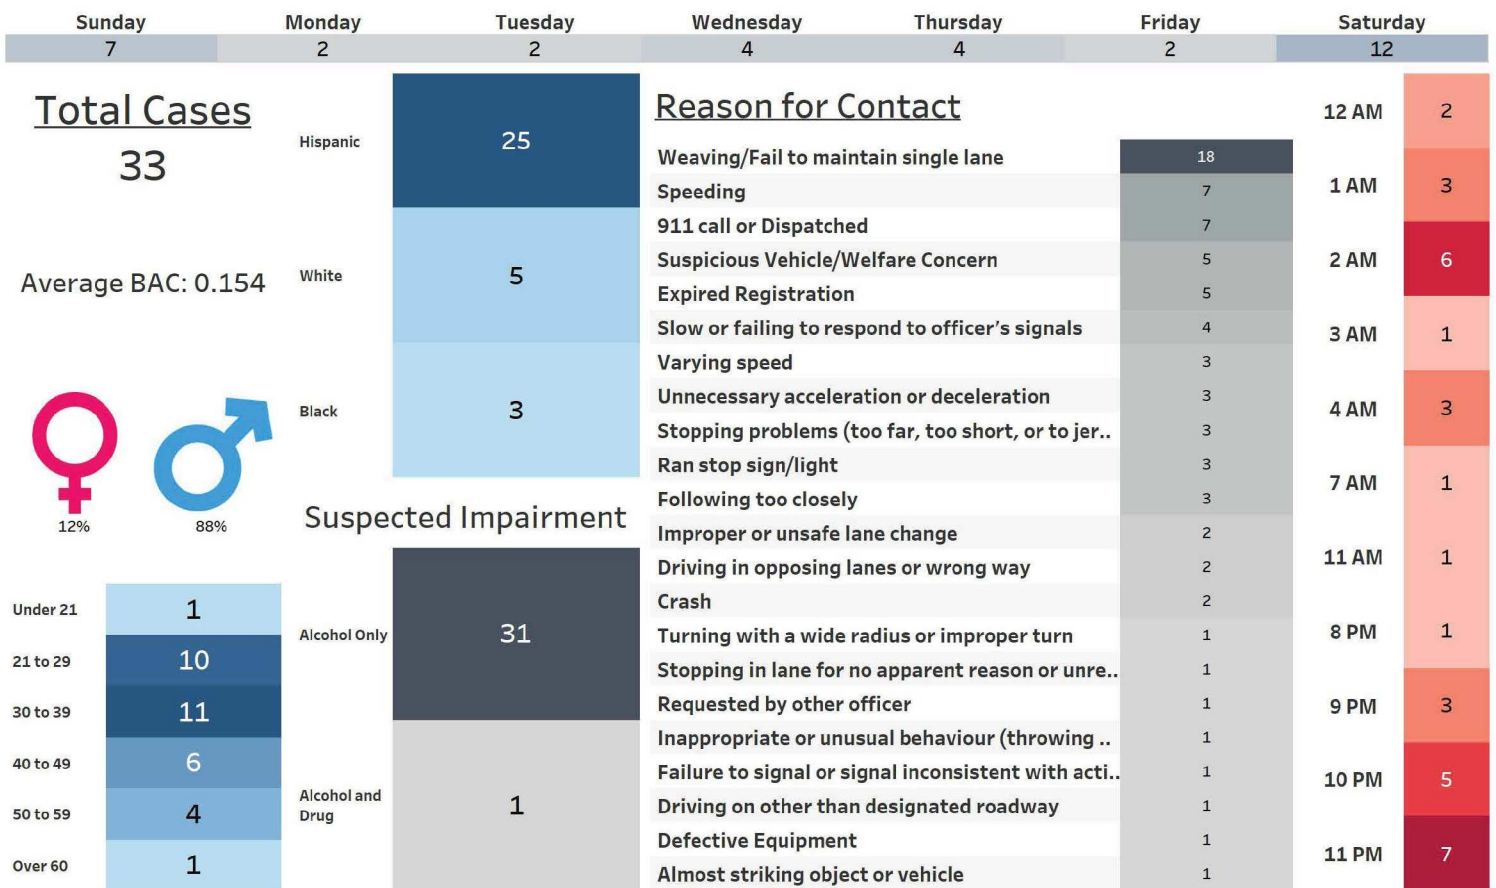 Sunday Monday Tuesday Wednesday Thursday Friday Saturday
7 2 2 4 4 2 12
Total Cases
33
Average BAC: 0.154
12% 88%
Under 21 1
21 to 29 10
30 to 39 11
40 to 49 6
50 to 59 4
Over 60 1
Hispanic 25
White 5
Black 3
Suspected Impairment
Alcohol Only 31
Alcohol and
Drug 1
Reason for Contact
Weaving/Fail to maintain single lane 18
Speeding 7
911 call or Dispatched 7
Suspicious Vehicle/Welfare Concern 5
Expired Registration 5
Slow or failing to respond to officer's signals 4
Varying speed 3
Unnecessary acceleration or deceleration 3
Stopping problems (too far, too short, or to jer.. 3
Ran stop sign/light 3
Following too closely 3
Improper or unsafe lane change 2
Driving in opposing lanes or wrong way 2
Crash 2
Turning with a wide radius or improper turn 1
Stopping in lane for no apparent reason or unre.. 1
Requested by other officer 1
Inappropriate or unusual behaviour (throwing .. 1
Failure to signal or signal inconsistent with acti.. 1
Driving on other than designated roadway 1
Defective Equipment 1
Almost striking object or vehicle 1
12 AM 2
1 AM 3
2 AM 6
3 AM 1
4 AM 3
7 AM 1
11 AM 1
8 PM 1
9 PM 3
10 PM 5
11 PM 7